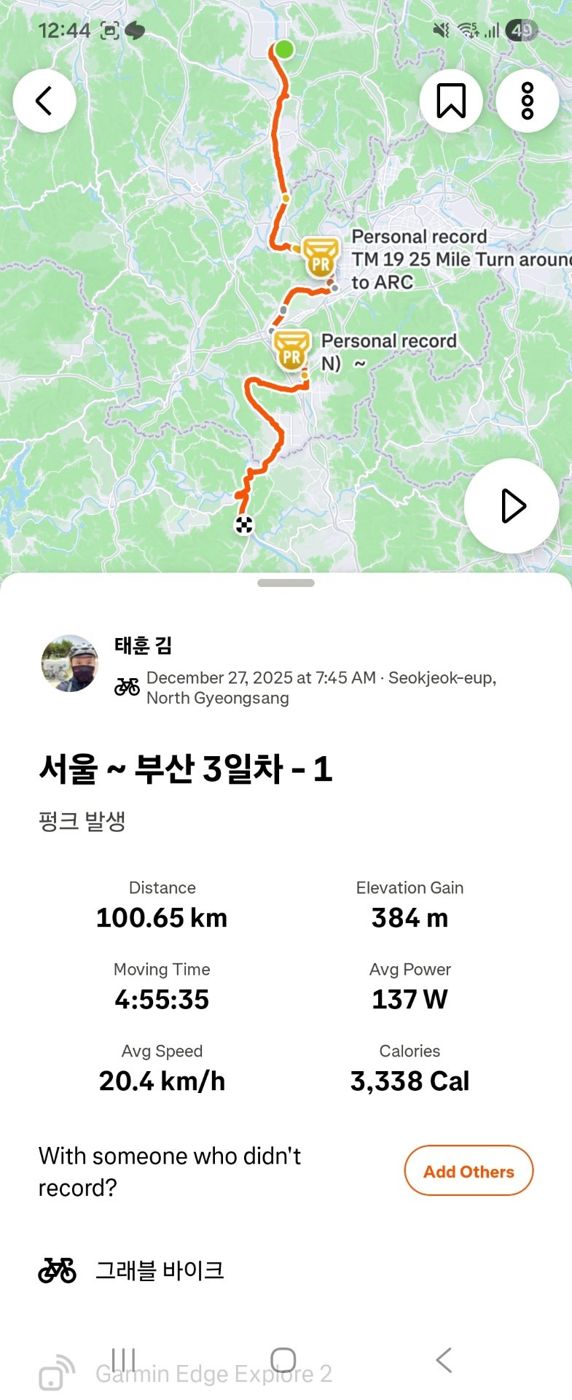 12:44
49
Personal record
TM 19 25 Mile Turn around
to ARC
PR
Personal record
N) ~
PR
태훈 김
December 27, 2025 at 7:45 AM · Seokjeok-eup,
North Gyeongsang
서울 ~ 부산 3일차 - 1
펑크 발생
Distance
Elevation Gain
100.65 km
384 m
Moving Time
Avg Power
4:55:35
137 W
Avg Speed
Calories
20.4 km/h
3,338 Cal
With someone who didn't
record?
Add Others
그래블 바이크
Garmin Edge Explore 2